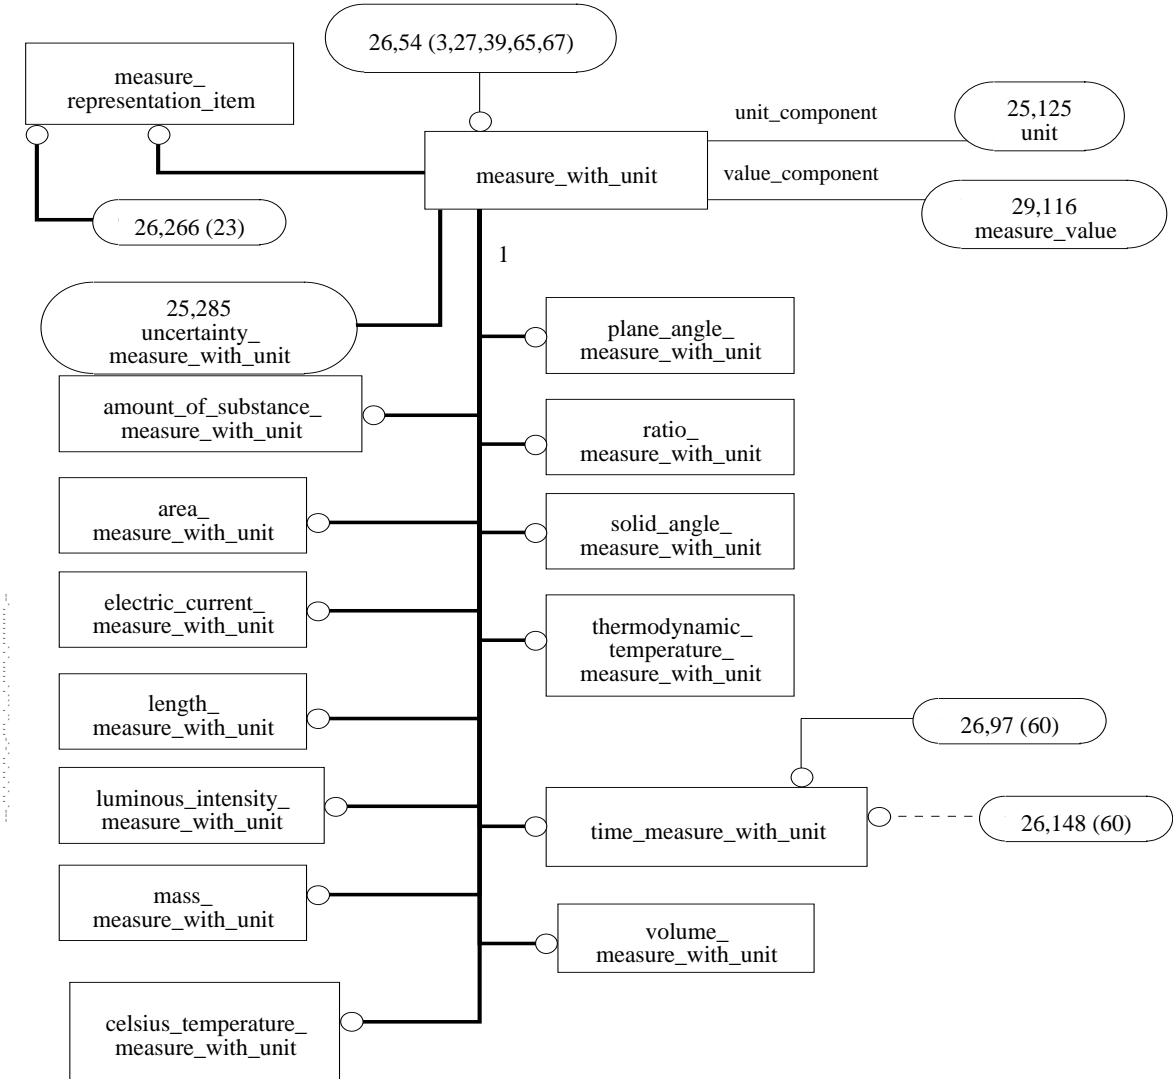 26,54 (3,27,39,65,67)
measure_
representation_item
unit_component
25,125
unit
measure_with_unit
value_component
29,116
measure_value
26,266 (23)
1
25,285
uncertainty_
measure_with_unit
plane_angle_
measure_with_unit
amount_of_substance_
measure_with_unit
ratio_
measure_with_unit
area_
measure_with_unit
solid_angle_
measure_with_unit
electric_current_
measure_with_unit
thermodynamic_
temperature_
measure_with_unit
length_
measure_with_unit
26,97 (60)
luminous_intensity_
measure_with_unit
time_measure_with_unit
26,148 (60)
mass_
measure_with_unit
volume_
measure_with_unit
celsius_temperature_
measure_with_unit